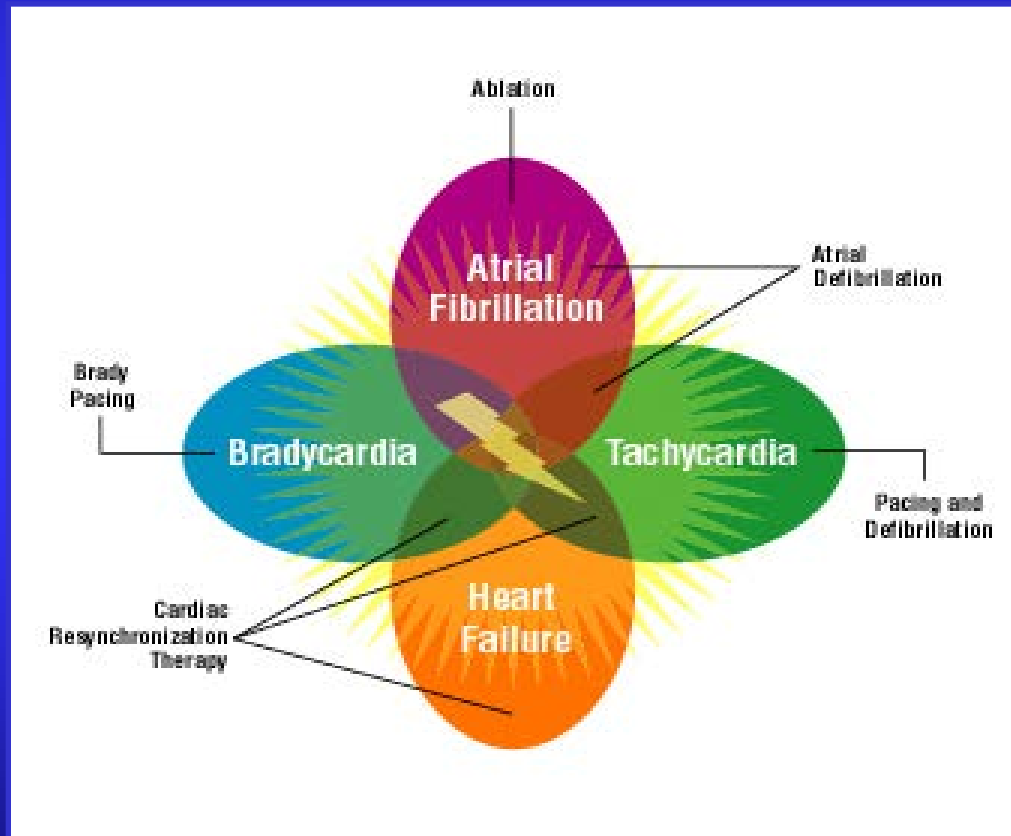 Ablation
Atrial
Fibrillation
Atrial
Defibrillation
Brady
Pacing
Bradycardia
Tachycardia
Pacing and
Defibrillation
Cardiac
Resynchronization
Therapy
Heart
Failure